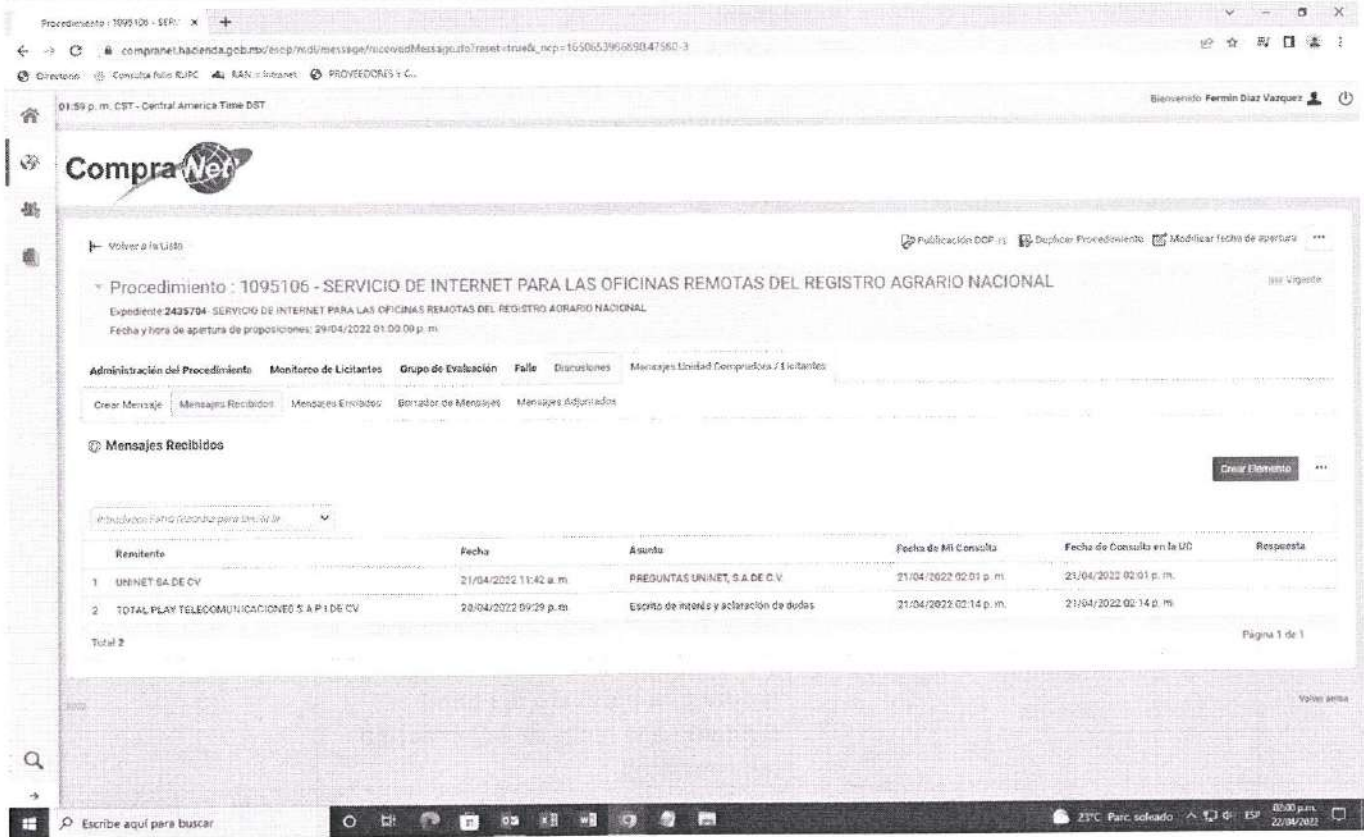 Procedimiento : 1095106 - SERV
compranet.hacienda.gob.mx/esop/
Directorio Consulta folio RUPC RAN :: Intranet PROVEEDORES Y C...
01:59 p. m. CST - Central America Time DST
Bienvenido Fermin Diaz Vazquez
CompraNet
Volver a la Lista
Publicación DOF Duplicar Procedimiento Modificar fecha de apertura ...
Procedimiento : 1095106 - SERVICIO DE INTERNET PARA LAS OFICINAS REMOTAS DEL REGISTRO AGRARIO NACIONAL
Vigente
Expediente:2435704- SERVICIO DE INTERNET PARA LAS OFICINAS REMOTAS DEL REGISTRO AGRARIO NACIONAL
Fecha y hora de apertura de proposiciones: 29/04/2022 01:00:00 p. m.
Administración del Procedimiento Monitoreo de Licitantes Grupo de Evaluación Fallo Discusiones Mensajes Unidad Compradora / Licitantes
Crear Mensaje Mensajes Recibidos Mensajes Enviados Borrador de Mensajes Mensajes Adjuntados
Mensajes Recibidos
Crear Elemento ...
Remitente Fecha Asunto Fecha de Mi Consulta Fecha de Consulta en la UC Respuesta
1 UNINET SA DE CV 21/04/2022 11:42 a. m. PREGUNTAS UNINET, S.A. DE C.V. 21/04/2022 02:01 p. m. 21/04/2022 02:01 p. m.
2 TOTAL PLAY TELECOMUNICACIONES S A P I DE CV 20/04/2022 09:29 p. m. Escrito de interés y aclaración de dudas 21/04/2022 02:14 p. m. 21/04/2022 02:14 p. m.
Total 2
Página 1 de 1
Volver arriba
Escribe aquí para buscar
23°C Parc. soleado ESP 02:00 p.m.
22/04/2022